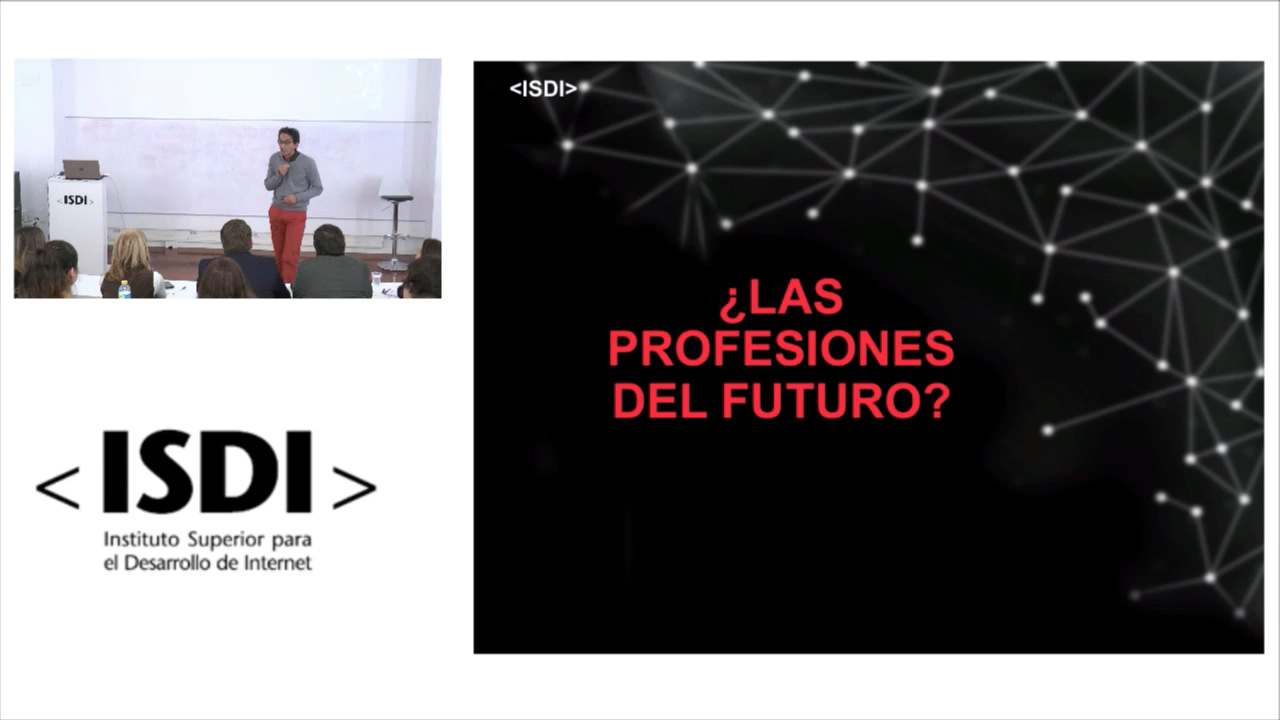 <ISDI>
<ISDI>
¿LAS
PROFESIONES
DEL FUTURO?
<ISDI>
Instituto Superior para
el Desarrollo de Internet